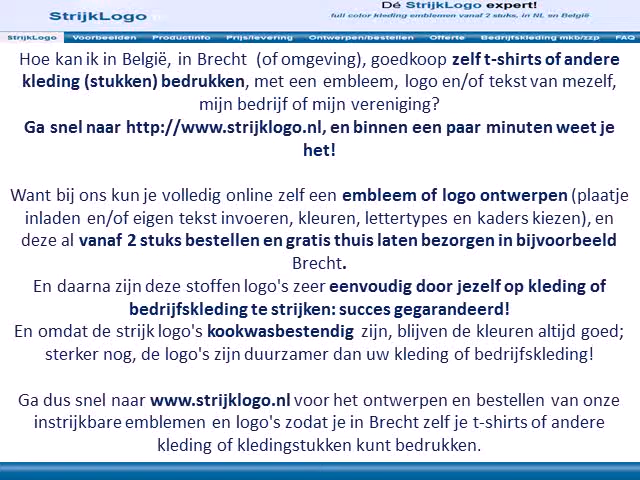 StrijkLogo
Dé StrijkLogo expert!
full color kleding emblemen vanaf 2 stuks, in NL en België
StrijkLogo Voorbeelden Productinfo Prijs/levering Ontwerpen/bestellen Offerte Bedrijfskleding mkb/zzp FAQ
Hoe kan ik in België, in Brecht (of omgeving), goedkoop zelf t-shirts of andere
kleding (stukken) bedrukken, met een embleem, logo en/of tekst van mezelf,
mijn bedrijf of mijn vereniging?
Ga snel naar http://www.strijklogo.nl, en binnen een paar minuten weet je
het!
Want bij ons kun je volledig online zelf een embleem of logo ontwerpen (plaatje
inladen en/of eigen tekst invoeren, kleuren, lettertypes en kaders kiezen), en
deze al vanaf 2 stuks bestellen en gratis thuis laten bezorgen in bijvoorbeeld
Brecht.
En daarna zijn deze stoffen logo's zeer eenvoudig door jezelf op kleding of
bedrijfskleding te strijken: succes gegarandeerd!
En omdat de strijk logo's kookwasbestendig zijn, blijven de kleuren altijd goed;
sterker nog, de logo's zijn duurzamer dan uw kleding of bedrijfskleding!
Ga dus snel naar www.strijklogo.nl voor het ontwerpen en bestellen van onze
instrijkbare emblemen en logo's zodat je in Brecht zelf je t-shirts of andere
kleding of kledingstukken kunt bedrukken.